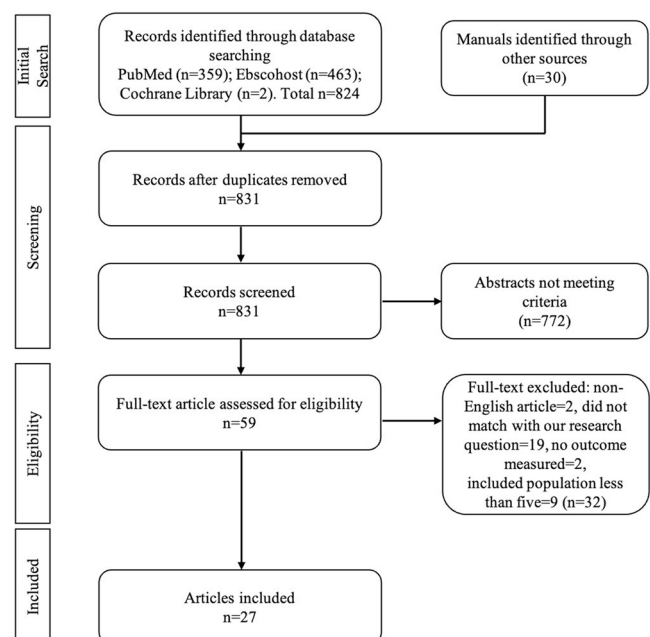 Initial
Search
Records identified through database
searching
PubMed (n=359); Ebscohost (n=463);
Cochrane Library (n=2). Total n=824
Manuals identified through
other sources
(n=30)
Screening
Records after duplicates removed
n=831
Records screened
n=831
Abstracts not meeting
criteria
(n=772)
Eligibility
Full-text article assessed for eligibility
n=59
Full-text excluded: non-
English article=2, did not
match with our research
question=19, no outcome
measured=2,
included population less
than five=9 (n=32)
Included
Articles included
n=27